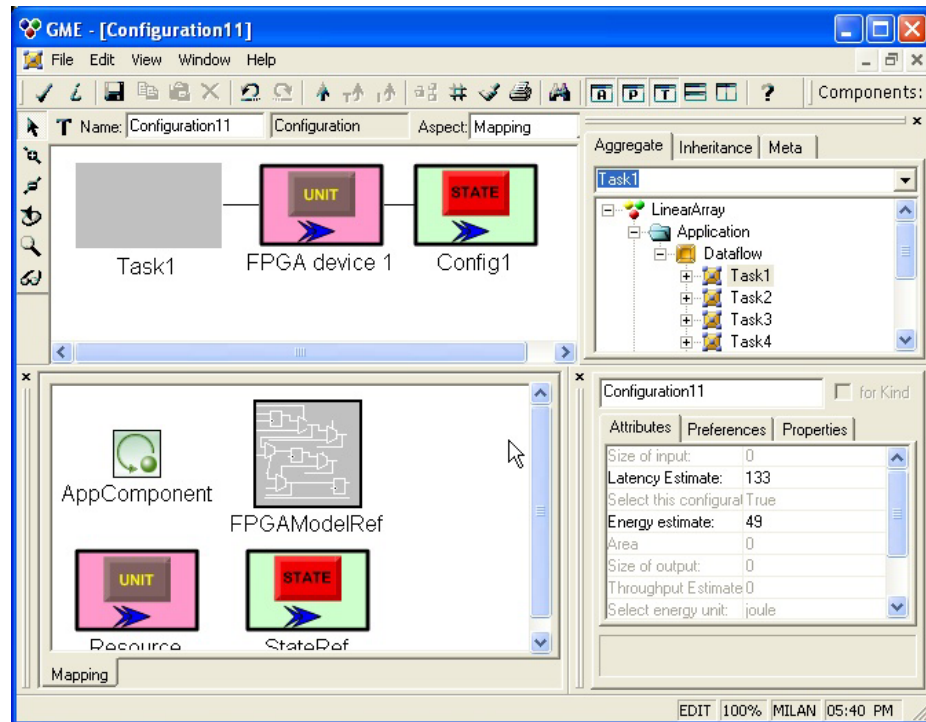 GME - [Configuration11]
File Edit View Window Help
Components:
Name: Configuration11 Configuration Aspect: Mapping
UNIT
STATE
Task1 FPGA device 1 Config1
Aggregate Inheritance Meta
Task1
LinearArray
Application
Dataflow
Task1
Task2
Task3
Task4
AppComponent
FPGAModelRef
UNIT
STATE
Resource StateRef
Mapping
Configuration11 for Kind
Attributes Preferences Properties
Size of input: 0
Latency Estimate: 133
Select this configurat True
Energy estimate: 49
Area 0
Size of output: 0
Throughput Estimate 0
Select energy unit: joule
EDIT 100% MILAN 05:40 PM